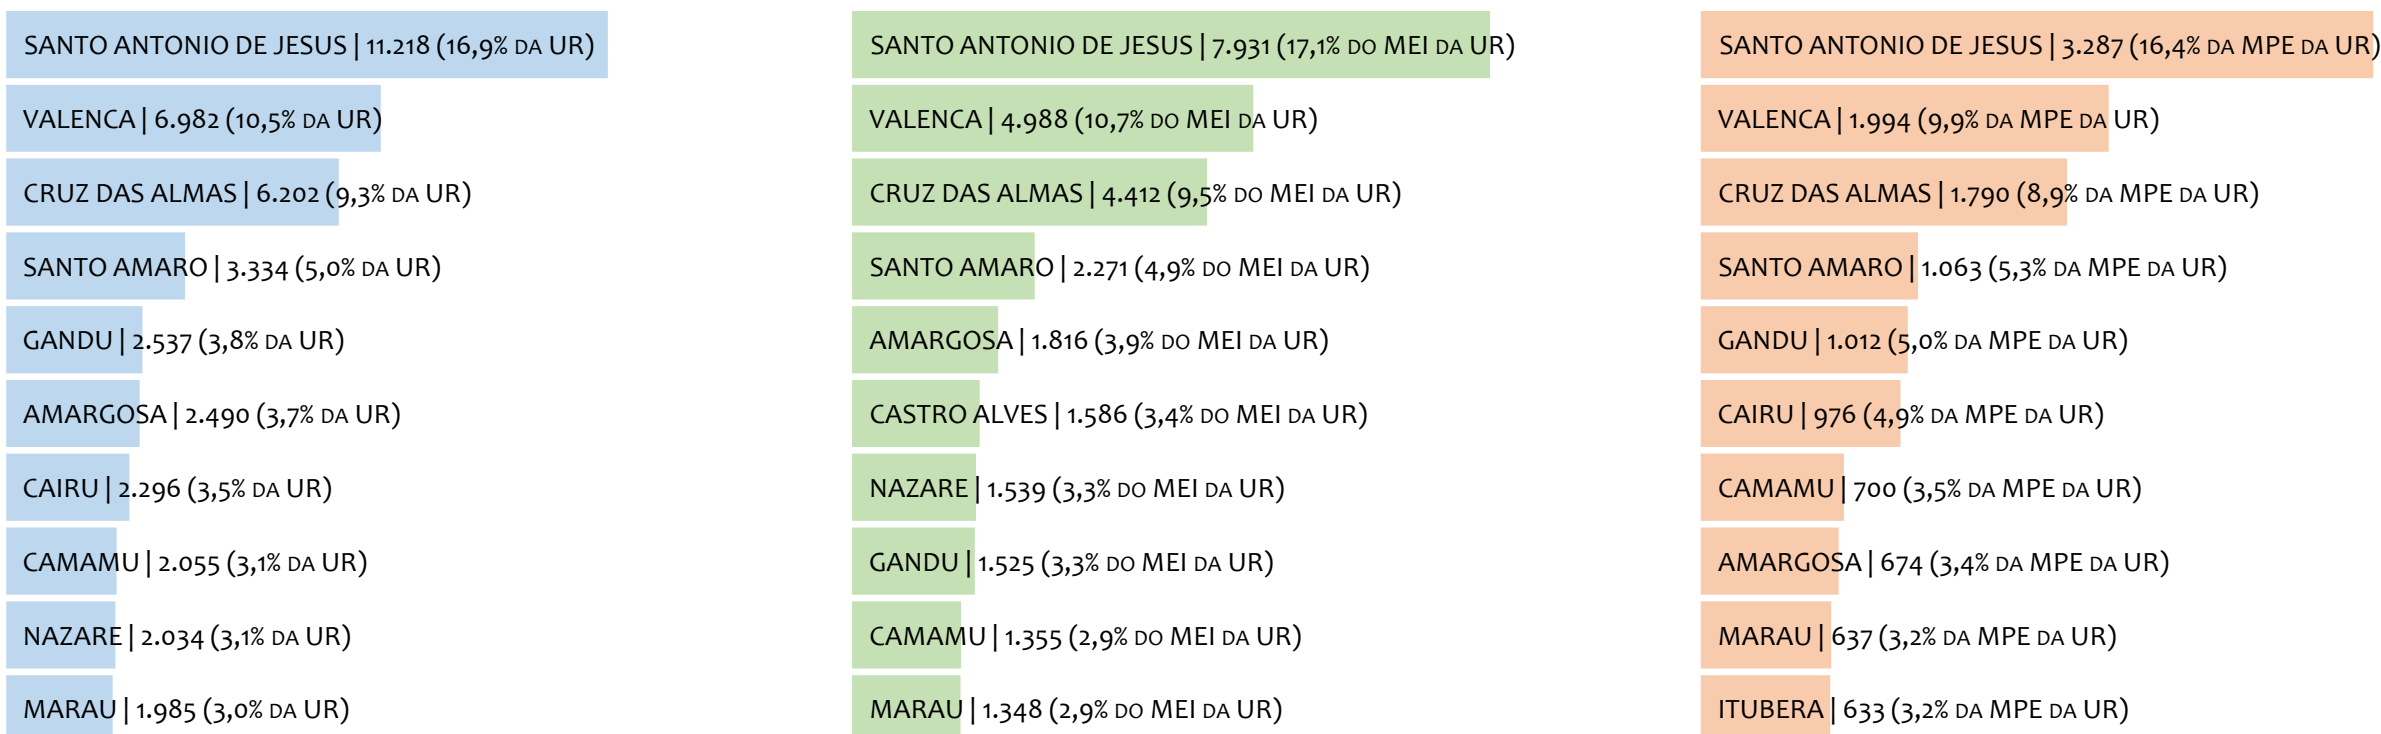 SANTO ANTONIO DE JESUS | 11.218 (16,9% DA UR)
VALENCA | 6.982 (10,5% DA UR)
CRUZ DAS ALMAS | 6.202 (9,3% DA UR)
SANTO AMARO | 3.334 (5,0% DA UR)
GANDU | 2.537 (3,8% DA UR)
AMARGOSA | 2.490 (3,7% DA UR)
CAIRU | 2.296 (3,5% DA UR)
CAMAMU | 2.055 (3,1% DA UR)
NAZARE | 2.034 (3,1% DA UR)
MARAU | 1.985 (3,0% DA UR)
SANTO ANTONIO DE JESUS | 7.931 (17,1% DO MEI DA UR)
VALENCA | 4.988 (10,7% DO MEI DA UR)
CRUZ DAS ALMAS | 4.412 (9,5% DO MEI DA UR)
SANTO AMARO | 2.271 (4,9% DO MEI DA UR)
AMARGOSA | 1.816 (3,9% DO MEI DA UR)
CASTRO ALVES | 1.586 (3,4% DO MEI DA UR)
NAZARE | 1.539 (3,3% DO MEI DA UR)
GANDU | 1.525 (3,3% DO MEI DA UR)
CAMAMU | 1.355 (2,9% DO MEI DA UR)
MARAU | 1.348 (2,9% DO MEI DA UR)
SANTO ANTONIO DE JESUS | 3.287 (16,4% DA MPE DA UR)
VALENCA | 1.994 (9,9% DA MPE DA UR)
CRUZ DAS ALMAS | 1.790 (8,9% DA MPE DA UR)
SANTO AMARO | 1.063 (5,3% DA MPE DA UR)
GANDU | 1.012 (5,0% DA MPE DA UR)
CAIRU | 976 (4,9% DA MPE DA UR)
CAMAMU | 700 (3,5% DA MPE DA UR)
AMARGOSA | 674 (3,4% DA MPE DA UR)
MARAU | 637 (3,2% DA MPE DA UR)
ITUBERA | 633 (3,2% DA MPE DA UR)